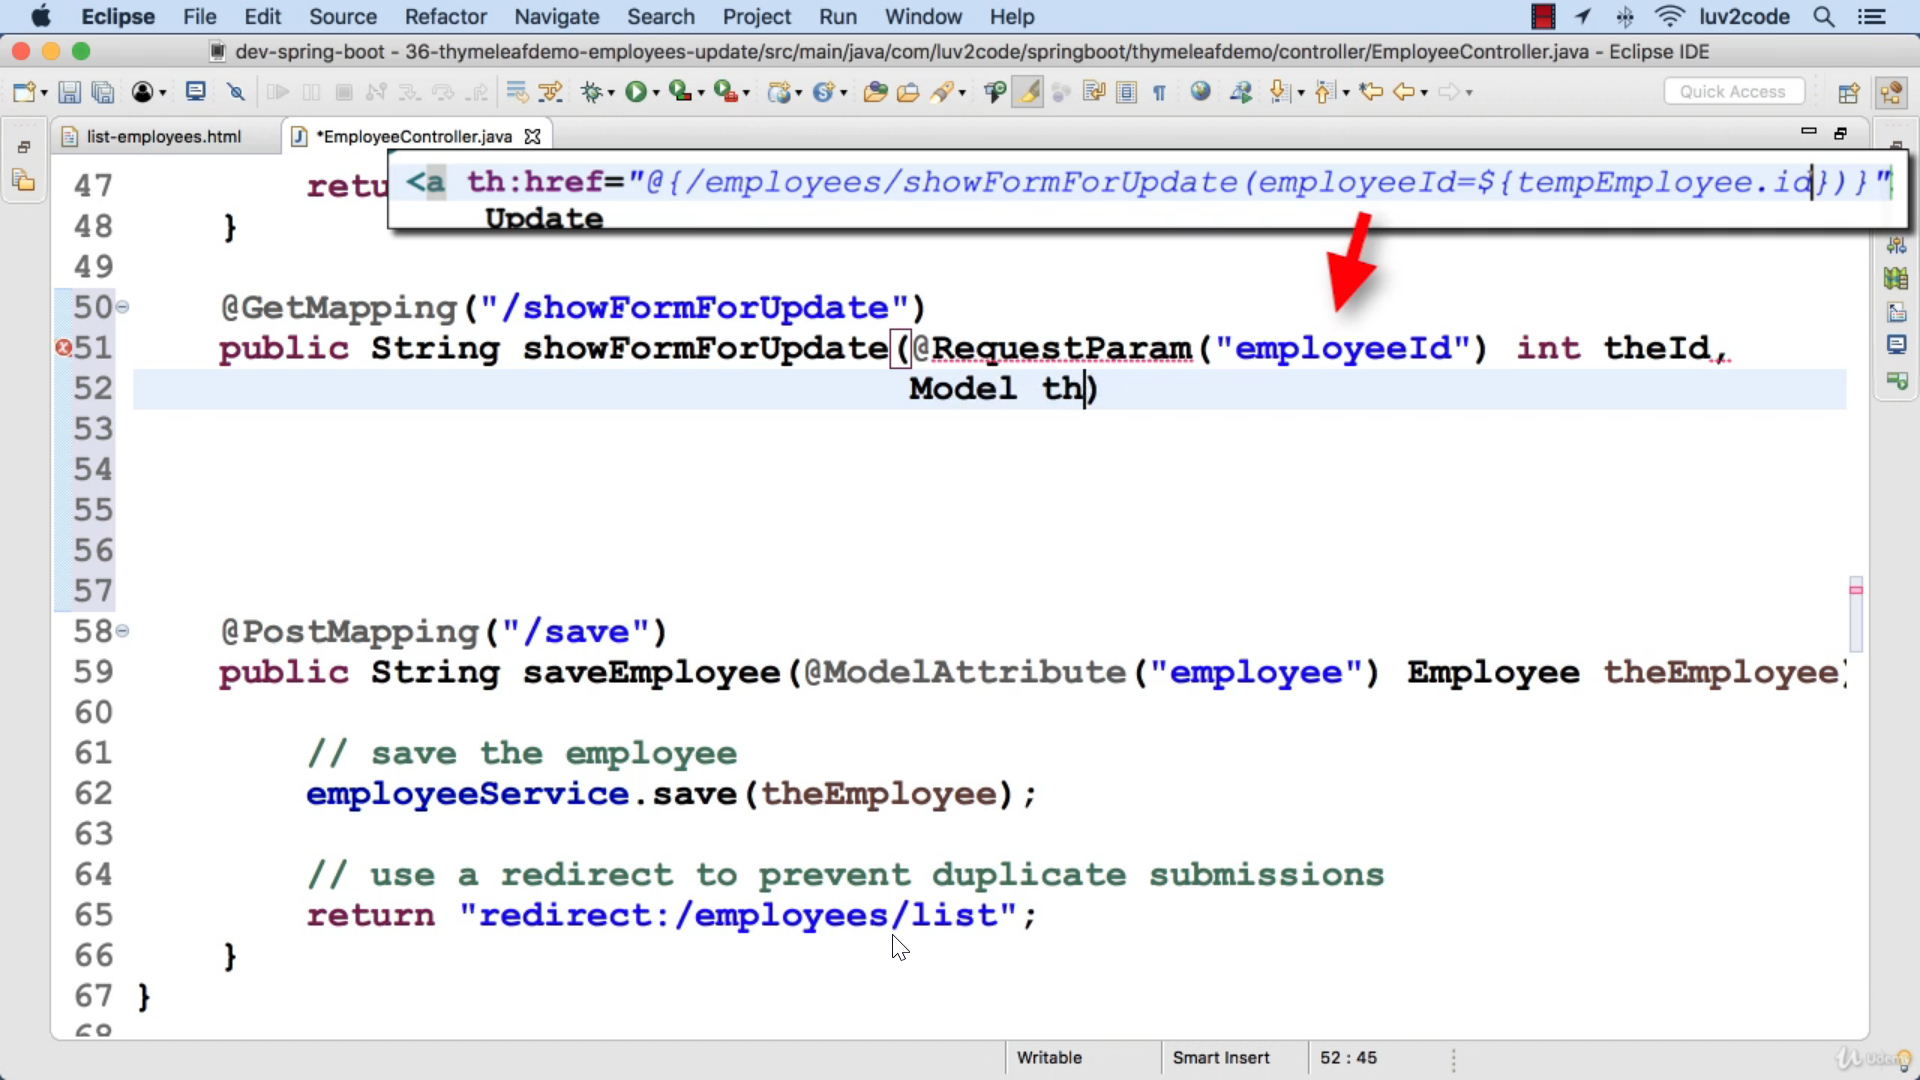 Eclipse File Edit Source Refactor Navigate Search Project Run Window Help luv2code
dev-spring-boot - 36-thymeleafdemo-employees-update/src/main/java/com/luv2code/springboot/thymeleafdemo/controller/EmployeeController.java - Eclipse IDE
Quick Access
list-employees.html *EmployeeController.java
<a th:href="@{/employees/showFormForUpdate(employeeId=${tempEmployee.id})}"
Update
47 retu
48 }
49
50 @GetMapping("/showFormForUpdate")
51 public String showFormForUpdate(@RequestParam("employeeId") int theId,
52 Model th)
53
54
55
56
57
58 @PostMapping("/save")
59 public String saveEmployee(@ModelAttribute("employee") Employee theEmployee)
60
61 // save the employee
62 employeeService.save(theEmployee);
63
64 // use a redirect to prevent duplicate submissions
65 return "redirect:/employees/list";
66 }
67 }
68
Writable Smart Insert 52 : 45
Udemy